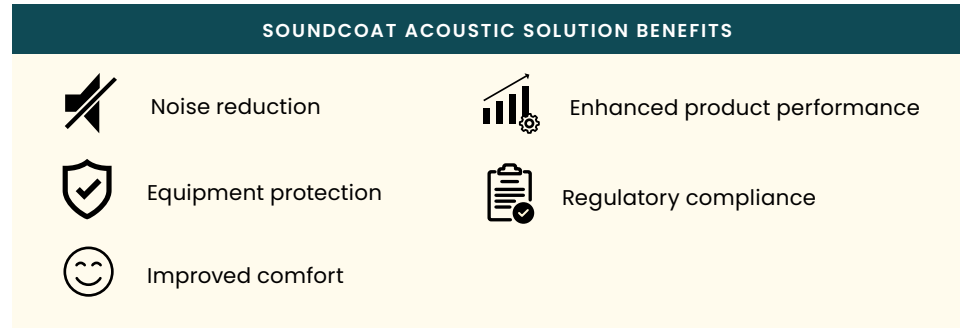 SOUNDCOAT ACOUSTIC SOLUTION BENEFITS
Noise reduction
Enhanced product performance
Equipment protection
Regulatory compliance
Improved comfort